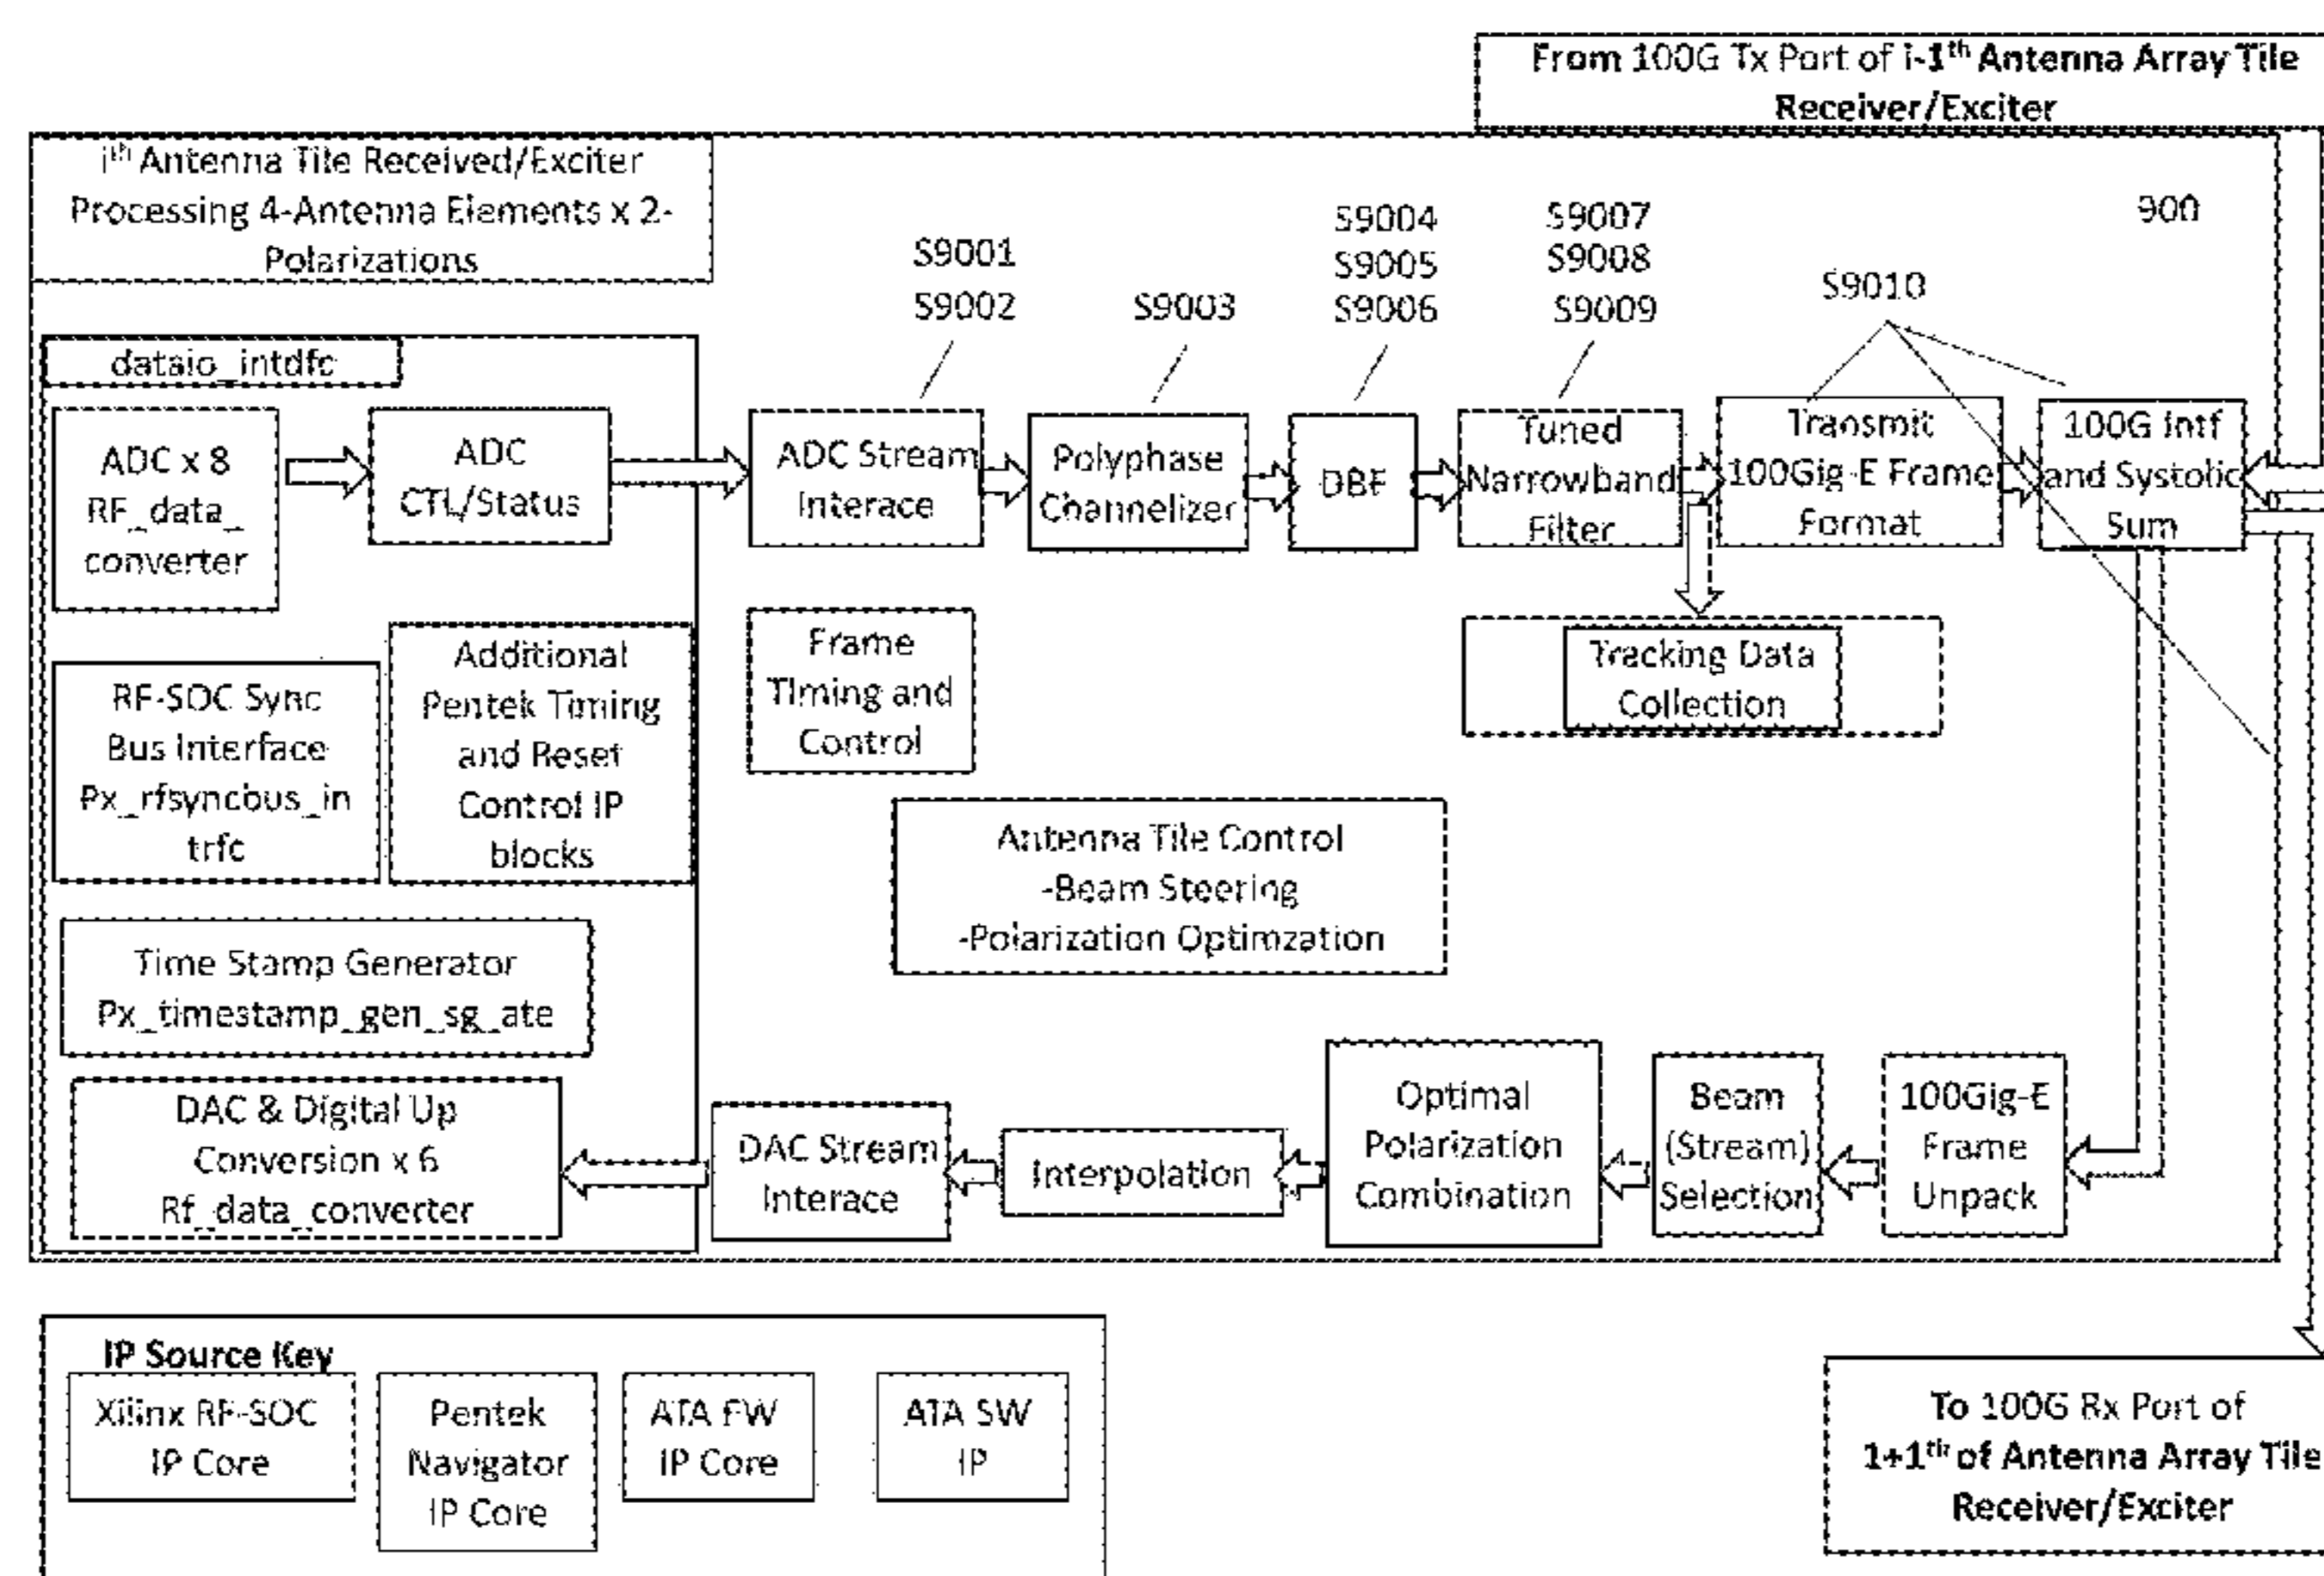 From 100G Tx Port of i-1th Antenna Array Tile
Receiver/Exciter
ith Antenna Tile Received/Exciter
Processing 4-Antenna Elements x 2-
Polarizations
900
S9001
S9002
S9003
S9004
S9005
S9006
S9007
S9008
S9009
S9010
dataio_intdfc
ADC x 8
RF_data_
converter
ADC
CTL/Status
ADC Stream
Interace
Polyphase
Channelizer
DBF
Tuned
Narrowband
Filter
Transmit
100Gig-E Frame
Format
100G Intf
and Systolic
Sum
RF-SOC Sync
Bus Interface
Px_rfsyncbus_in
trfc
Additional
Pentek Timing
and Reset
Control IP
blocks
Frame
Timing and
Control
Tracking Data
Collection
Antenna Tile Control
-Beam Steering
-Polarization Optimzation
Time Stamp Generator
Px_timestamp_gen_sg_ate
DAC & Digital Up
Conversion x 6
Rf_data_converter
DAC Stream
Interace
Interpolation
Optimal
Polarization
Combination
Beam
(Stream)
Selection
100Gig-E
Frame
Unpack
IP Source Key
Xilinx RF-SOC
IP Core
Pentek
Navigator
IP Core
ATA FW
IP Core
ATA SW
IP
To 100G Rx Port of
1+1th of Antenna Array Tile
Receiver/Exciter